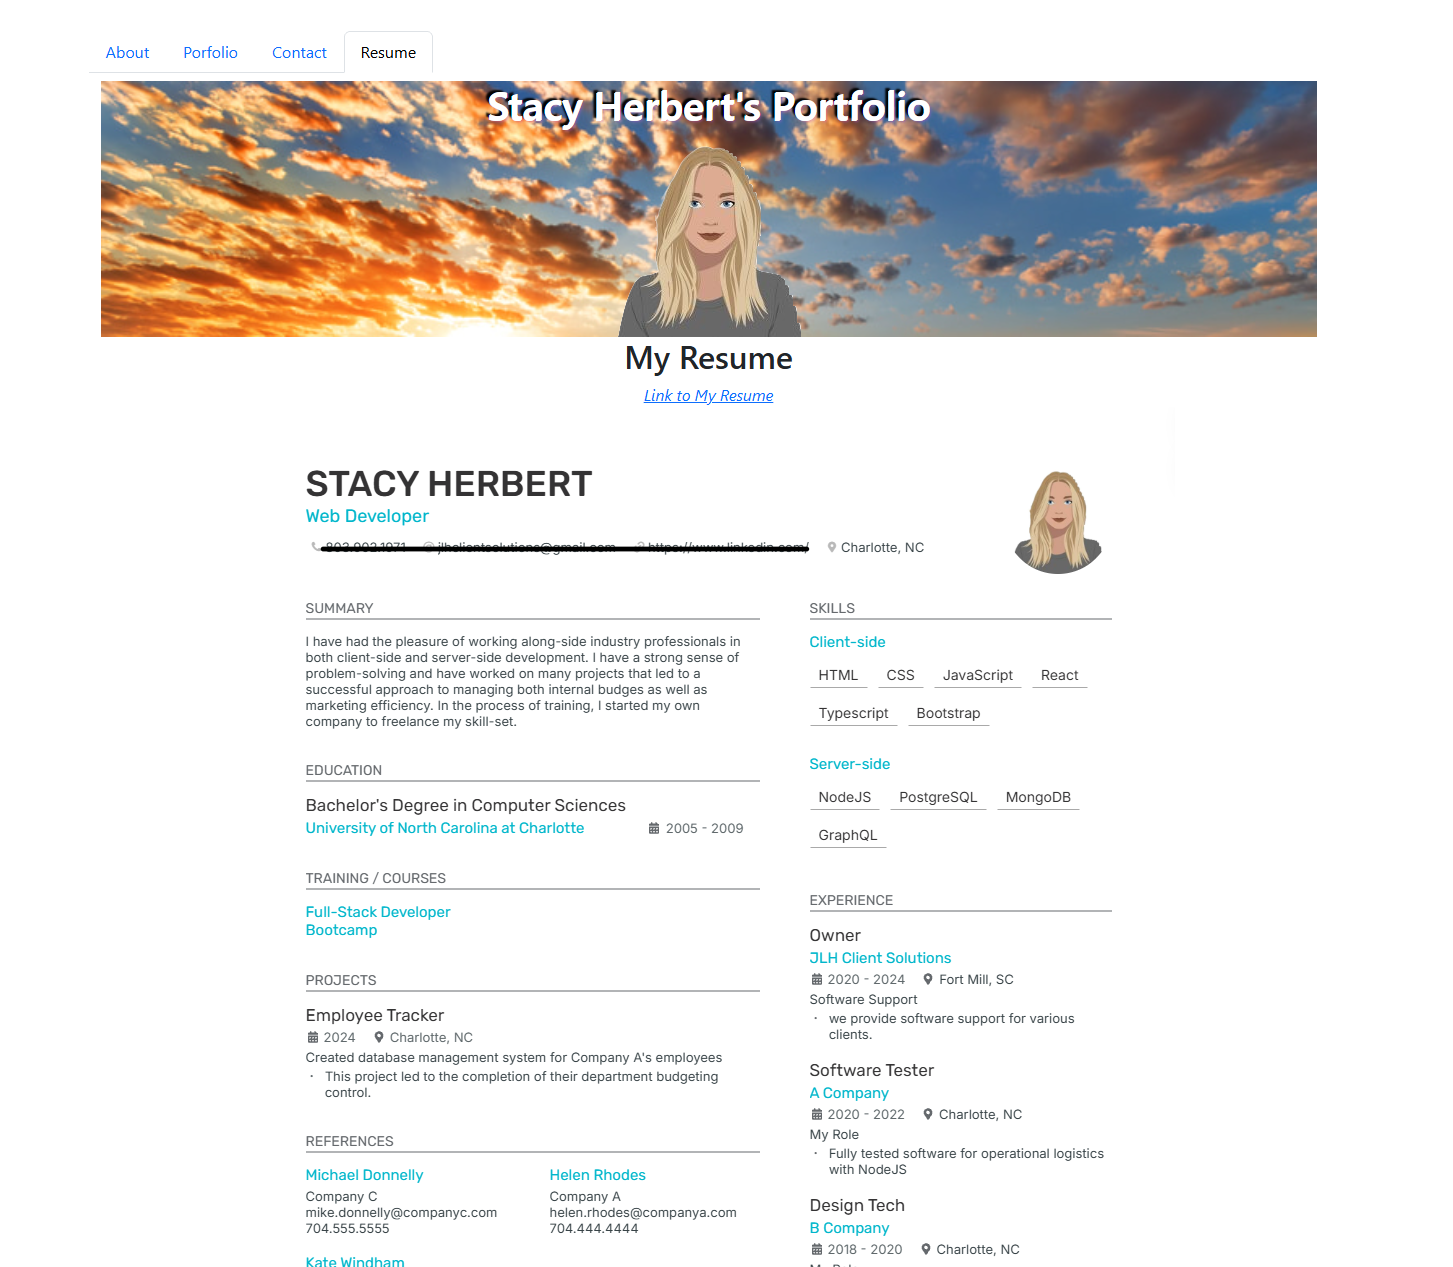 About Porfolio Contact Resume
Stacy Herbert's Portfolio
My Resume
Link to My Resume
STACY HERBERT
Web Developer
Charlotte, NC
SUMMARY
I have had the pleasure of working along-side industry professionals in
both client-side and server-side development. I have a strong sense of
problem-solving and have worked on many projects that led to a
successful approach to managing both internal budges as well as
marketing efficiency. In the process of training, I started my own
company to freelance my skill-set.
EDUCATION
Bachelor's Degree in Computer Sciences
University of North Carolina at Charlotte 2005 - 2009
TRAINING / COURSES
Full-Stack Developer
Bootcamp
PROJECTS
Employee Tracker
2024 Charlotte, NC
Created database management system for Company A's employees
· This project led to the completion of their department budgeting
control.
REFERENCES
Michael Donnelly
Company C
mike.donnelly@companyc.com
704.555.5555
Helen Rhodes
Company A
helen.rhodes@companya.com
704.444.4444
Kate Windham
SKILLS
Client-side
HTML CSS JavaScript React
Typescript Bootstrap
Server-side
NodeJS PostgreSQL MongoDB
GraphQL
EXPERIENCE
Owner
JLH Client Solutions
2020 - 2024 Fort Mill, SC
Software Support
· we provide software support for various
clients.
Software Tester
A Company
2020 - 2022 Charlotte, NC
My Role
· Fully tested software for operational logistics
with NodeJS
Design Tech
B Company
2018 - 2020 Charlotte, NC